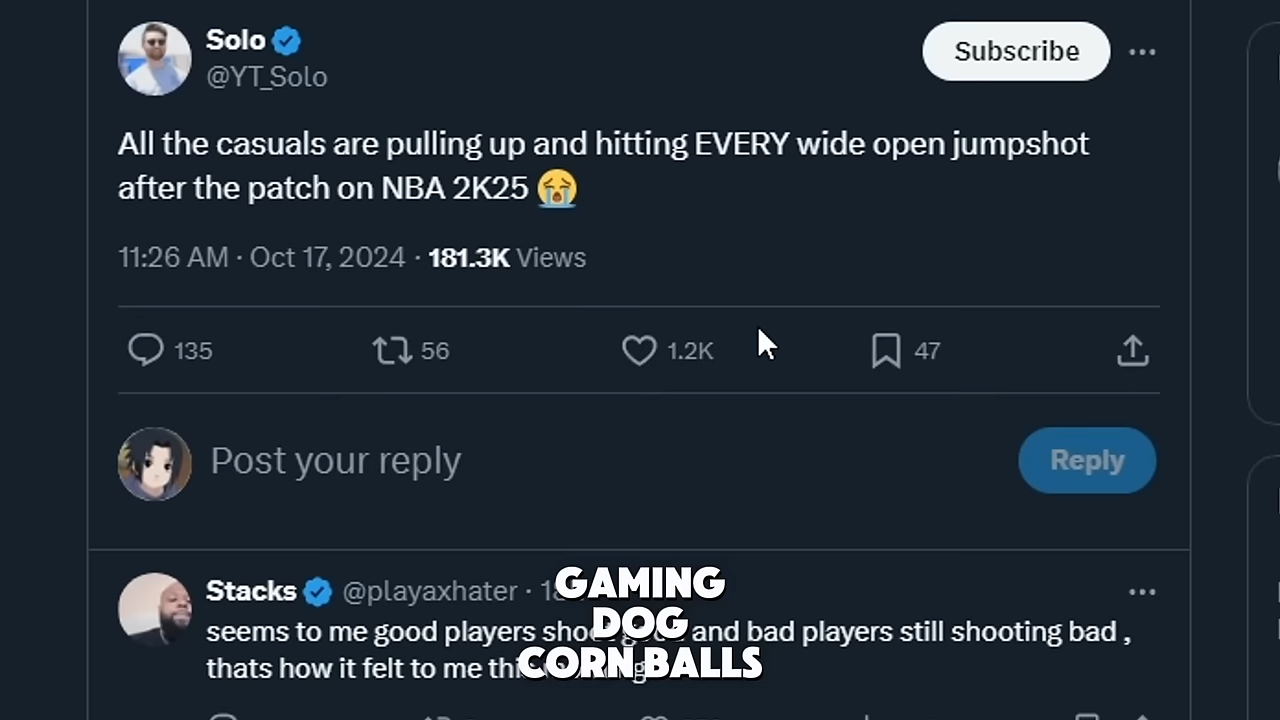 Solo
@YT_Solo
Subscribe
All the casuals are pulling up and hitting EVERY wide open jumpshot
after the patch on NBA 2K25 😭
11:26 AM · Oct 17, 2024 · 181.3K Views
135
56
1.2K
47
Post your reply
Reply
Stacks @playaxhater ·
seems to me good players and bad players still shooting bad ,
thats how it felt to me
GAMING
DOG
CORN BALLS